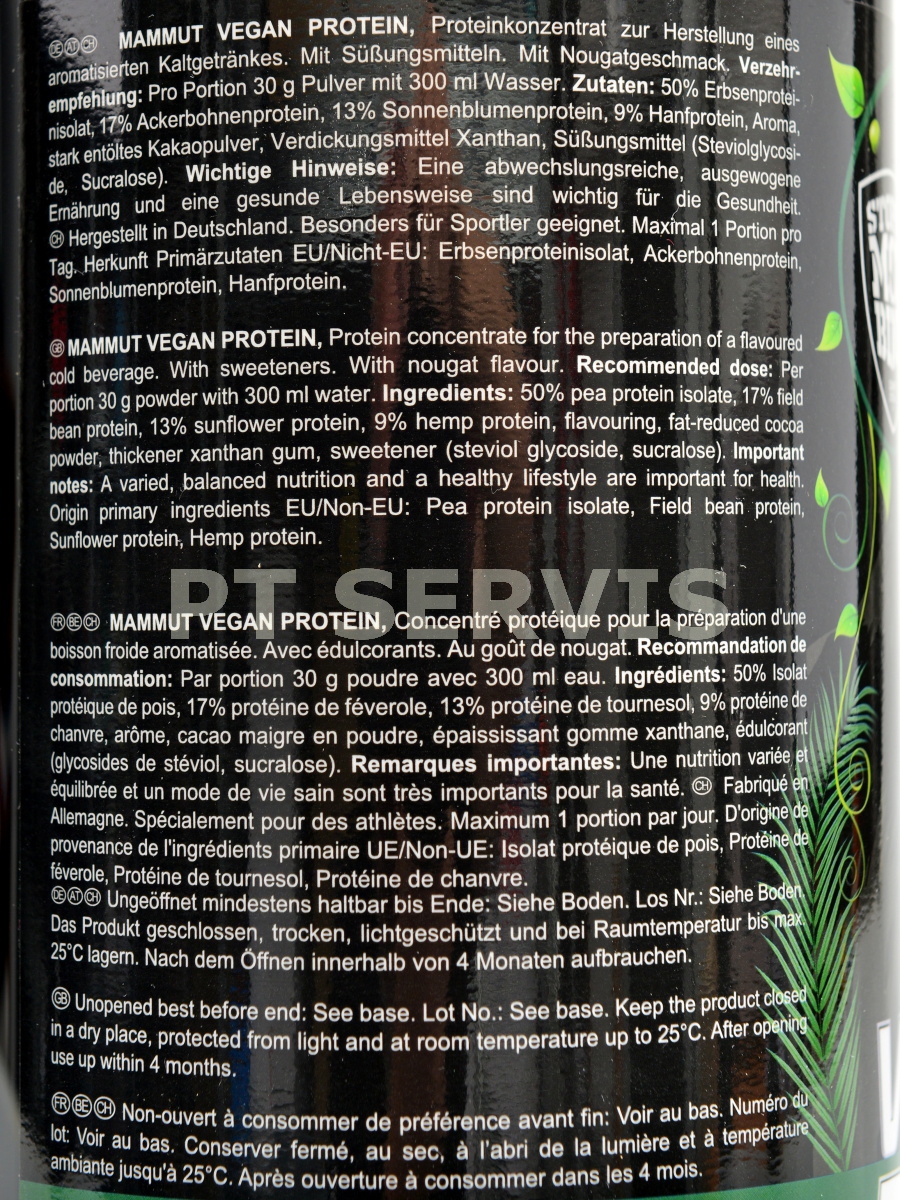 DE AT CH MAMMUT VEGAN PROTEIN, Proteinkonzentrat zur Herstellung eines
aromatisierten Kaltgetränkes. Mit Süßungsmitteln. Mit Nougatgeschmack. Verzehr-
empfehlung: Pro Portion 30 g Pulver mit 300 ml Wasser. Zutaten: 50% Erbsenprotei-
nisolat, 17% Ackerbohnenprotein, 13% Sonnenblumenprotein, 9% Hanfprotein, Aroma,
stark entöltes Kakaopulver, Verdickungsmittel Xanthan, Süßungsmittel (Steviolglycosi-
de, Sucralose). Wichtige Hinweise: Eine abwechslungsreiche, ausgewogene
Ernährung und eine gesunde Lebensweise sind wichtig für die Gesundheit.
CH Hergestellt in Deutschland. Besonders für Sportler geeignet. Maximal 1 Portion pro
Tag. Herkunft Primärzutaten EU/Nicht-EU: Erbsenproteinisolat, Ackerbohnenprotein,
Sonnenblumenprotein, Hanfprotein.
GB MAMMUT VEGAN PROTEIN, Protein concentrate for the preparation of a flavoured
cold beverage. With sweeteners. With nougat flavour. Recommended dose: Per
portion 30 g powder with 300 ml water. Ingredients: 50% pea protein isolate, 17% field
bean protein, 13% sunflower protein, 9% hemp protein, flavouring, fat-reduced cocoa
powder, thickener xanthan gum, sweetener (steviol glycoside, sucralose). Important
notes: A varied, balanced nutrition and a healthy lifestyle are important for health.
Origin primary ingredients EU/Non-EU: Pea protein isolate, Field bean protein,
Sunflower protein, Hemp protein.
PT SERVIS
FR BE CH MAMMUT VEGAN PROTEIN, Concentré protéique pour la préparation d'une
boisson froide aromatisée. Avec édulcorants. Au goût de nougat. Recommandation de
consommation: Par portion 30 g poudre avec 300 ml eau. Ingrédients: 50% Isolat
protéique de pois, 17% protéine de féverole, 13% protéine de tournesol, 9% protéine de
chanvre, arôme, cacao maigre en poudre, épaississant gomme xanthane, édulcorant
(glycosides de stéviol, sucralose). Remarques importantes: Une nutrition variée et
équilibrée et un mode de vie sain sont très importants pour la santé. CH Fabriqué en
Allemagne. Spécialement pour des athlètes. Maximum 1 portion par jour. D'origine de
provenance de l'ingrédients primaire UE/Non-UE: Isolat protéique de pois, Protéine de
féverole, Protéine de tournesol, Protéine de chanvre.
DE AT CH Ungeöffnet mindestens haltbar bis Ende: Siehe Boden. Los Nr.: Siehe Boden.
Das Produkt geschlossen, trocken, lichtgeschützt und bei Raumtemperatur bis max.
25°C lagern. Nach dem Öffnen innerhalb von 4 Monaten aufbrauchen.
GB Unopened best before end: See base. Lot No.: See base. Keep the product closed
in a dry place, protected from light and at room temperature up to 25°C. After opening
use up within 4 months.
FR BE CH Non-ouvert à consommer de préférence avant fin: Voir au bas. Numéro du
lot: Voir au bas. Conserver fermé, au sec, à l'abri de la lumière et à température
ambiante jusqu'à 25°C. Après ouverture à consommer dans les 4 mois.